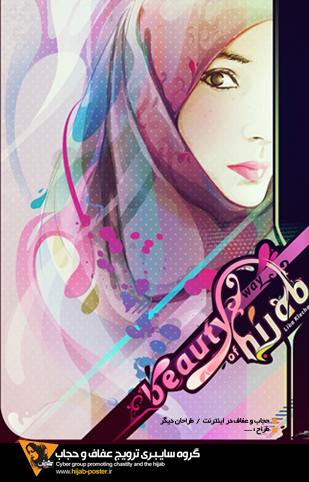 beauty
way
of
hijab
حجاب و عفاف در اینترنت / طراحان دیگر
طراح : ....
گروه سایبری ترویج عفاف و حجاب
Cyber group promoting chastity and the hijab
www.hijab-poster.ir